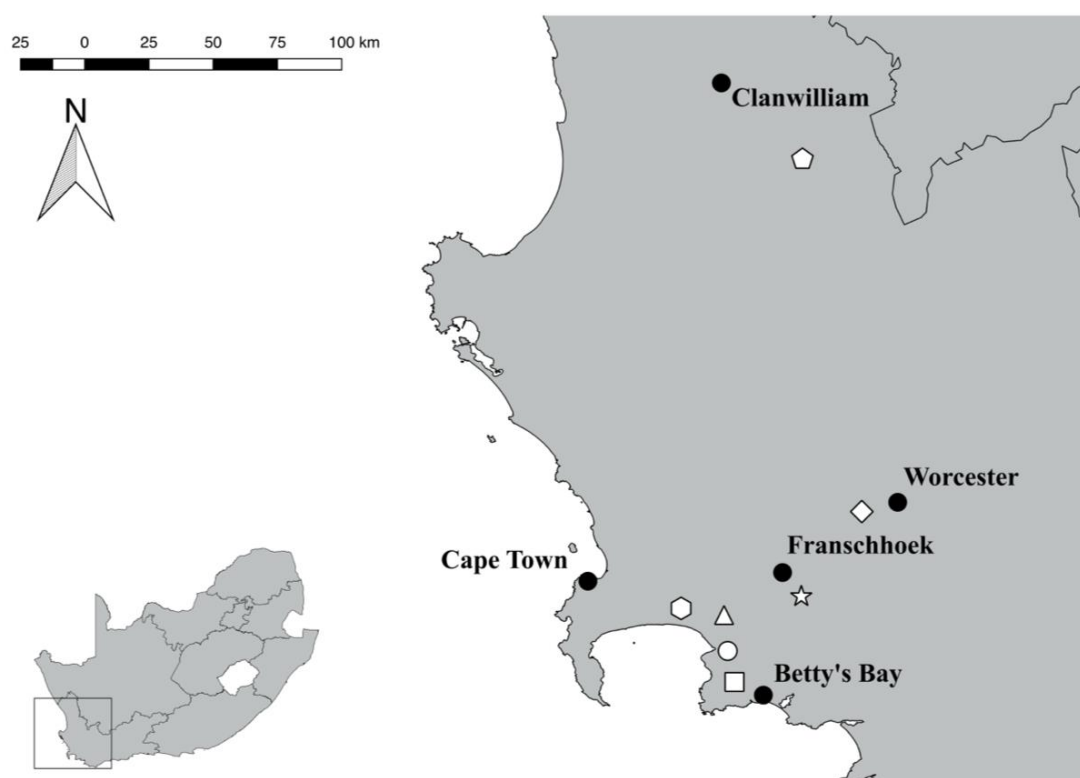 25 0 25 50 75 100 km
N
Clanwilliam
Worcester
Franschhoek
Cape Town
Betty's Bay